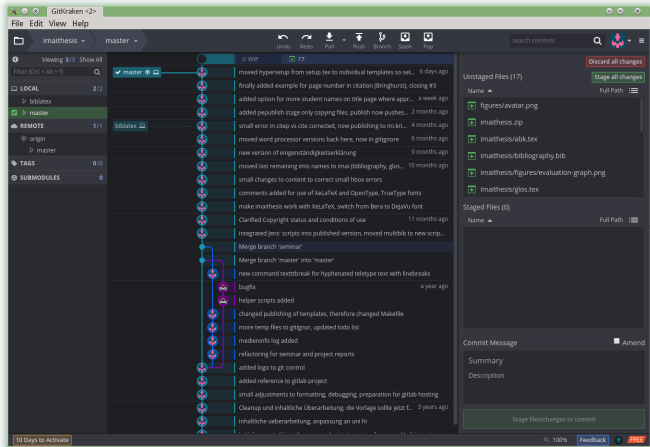 GitKraken <2>
File Edit View Help
imaithesis
master
Undo
Redo
Pull
Push
Branch
Stash
Pop
search commits
Viewing 3/3 Show All
Filter (Ctrl + Alt + f)
LOCAL 2/2
biblatex
master
REMOTE 1/1
origin
master
TAGS 0/0
SUBMODULES 0
// WIP 17
master
moved hypersetup from setup.tex to individual templates so set... 6 days ago
finally added example for page number in citation (Bringhurst), closing #3
added option for more student names on title page where appr... a week ago
added pepublish stage only copying files, publish now pushes... 2 months ago
biblatex
small error in citep vs cite corrected, now publishing to mi.kri... 4 months ago
moved word processor versions back here, now in gitignore 6 months ago
new version of eingenständigkeitserklärung 9 months ago
moved last remaining imis names to imai (bibliography, glos... 10 months ago
small changes to content to correct small hbox errors
comments added for use of XeLaTeX and OpenType, TrueType fonts
make imaithesis work with XeLaTeX, switch from Bera to DejaVu font
Clarified Copyright status and conditions of use 11 months ago
integrated Jens' scripts into published version, moved multibib to new scrip...
Merge branch 'seminar'
Merge branch 'master' into 'master'
new command texttttbreak for hyphenated teletype text with linebreaks
bugfix a year ago
helper scripts added
changed publishing of templates, therefore changed Makefile
more temp files to gitignor, updated todo list
medieninfo log added
refactoring for seminar and project reports
added logo to git control
added reference to gitlab project
small adjustments to formatting, debugging, preparation for gitlab hosting
Cleanup und inhaltliche Überarbeitung, die Vorlage sollte jetzt f... 3 years ago
inhaltliche ueberarbeitung, anpassung an uni hi
Discard all changes
Unstaged Files (17)
Stage all changes
Name
Full Path
figures/avatar.png
imaithesis.zip
imaithesis/abk.tex
imaithesis/bibliography.bib
imaithesis/figures/evaluation-graph.png
imaithesis/glos.tex
Staged Files (0)
Name
Full Path
Commit Message
Amend
Summary
Description
Stage files/changes to commit
10 Days to Activate
100%
Feedback
?
FREE